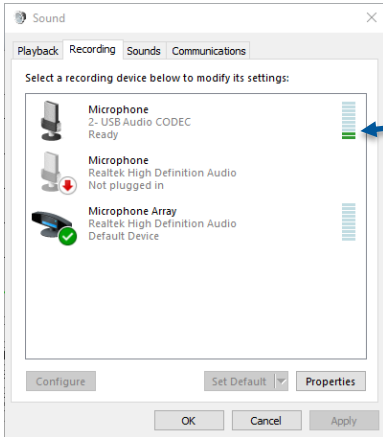 Sound
Playback Recording Sounds Communications
Select a recording device below to modify its settings:
Microphone
2- USB Audio CODEC
Ready
Microphone
Realtek High Definition Audio
Not plugged in
Microphone Array
Realtek High Definition Audio
Default Device
Configure Set Default Properties
OK Cancel Apply